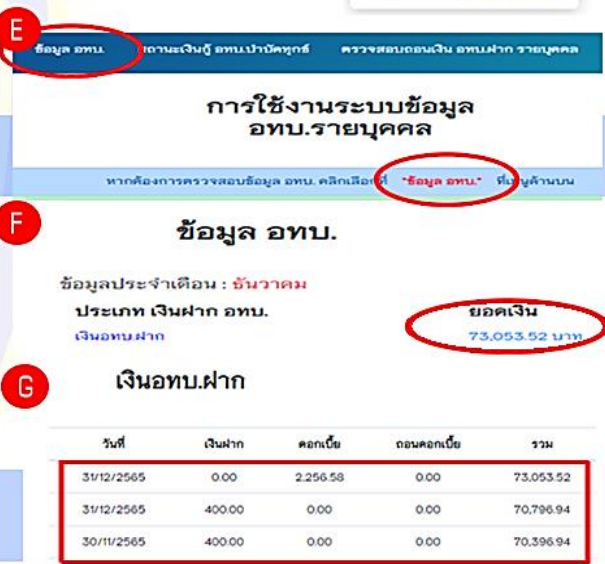 E
ข้อมูล อทบ. สถานะเงินกู้ อทบ.บำบัดทุกข์ ตรวจสอบถอนเงิน อทบ.ฝาก รายบุคคล
การใช้งานระบบข้อมูล
อทบ.รายบุคคล
หากต้องการตรวจสอบข้อมูล อทบ. คลิกเลือกที่ "ข้อมูล อทบ." ที่เมนูด้านบน
F
ข้อมูล อทบ.
ข้อมูลประจำเดือน : ธันวาคม
ประเภท เงินฝาก อทบ. ยอดเงิน
เงินอทบ.ฝาก 73,053.52 บาท
G
เงินอทบ.ฝาก
วันที่ เงินฝาก ดอกเบี้ย ถอนดอกเบี้ย รวม
31/12/2565 0.00 2,256.58 0.00 73,053.52
31/12/2565 400.00 0.00 0.00 70,796.94
30/11/2565 400.00 0.00 0.00 70,396.94